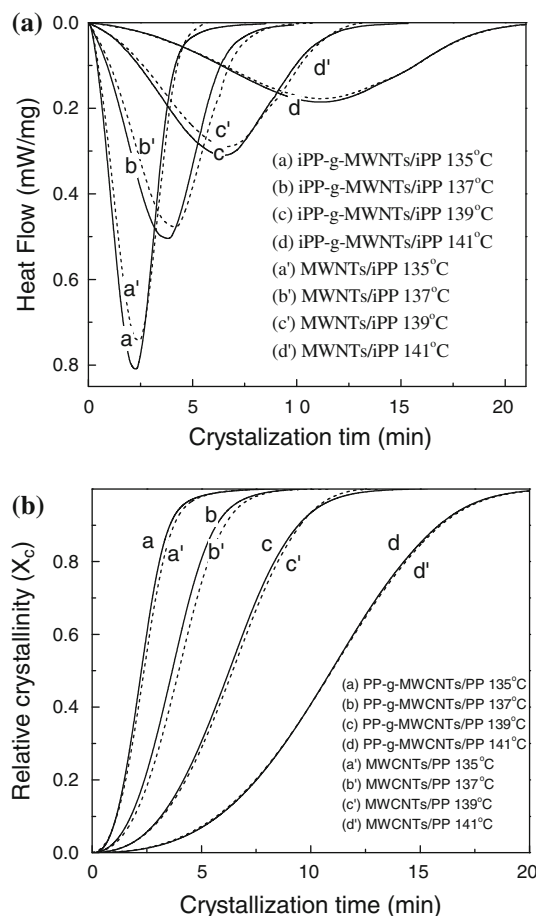 (a)
0.0
0.2
0.4
0.6
0.8
Heat Flow (mW/mg)
d'
d
c'
c
b'
b
a'
a
(a) iPP-g-MWNTs/iPP 135°C
(b) iPP-g-MWNTs/iPP 137°C
(c) iPP-g-MWNTs/iPP 139°C
(d) iPP-g-MWNTs/iPP 141°C
(a') MWNTs/iPP 135°C
(b') MWNTs/iPP 137°C
(c') MWNTs/iPP 139°C
(d') MWNTs/iPP 141°C
0 5 1 0 15 20
Crystalization tim (min)
(b)
0.8
0.6
0.4
0.2
0.0
Relative crystallinity (Xc)
a
a'
b
b'
c
c'
d
d'
(a) PP-g-MWCNTs/PP 135°C
(b) PP-g-MWCNTs/PP 137°C
(c) PP-g-MWCNTs/PP 139°C
(d) PP-g-MWCNTs/PP 141°C
(a') MWCNTs/PP 135°C
(b') MWCNTs/PP 137°C
(c') MWCNTs/PP 139°C
(d') MWCNTs/PP 141°C
0 5 10 15 20
Crystallization time (min)